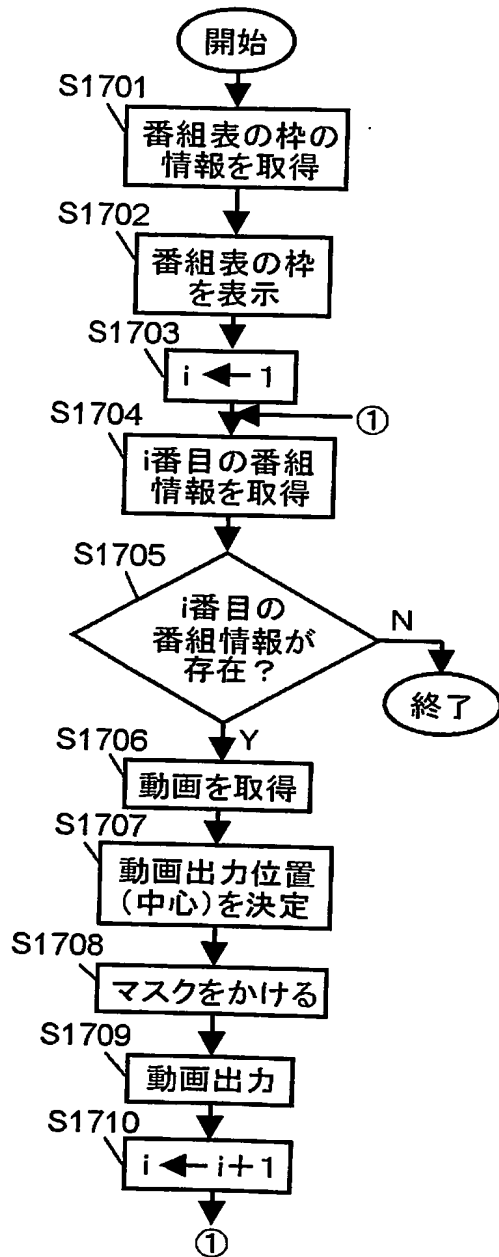 開始
S1701
番組表の枠の
情報を取得
S1702
番組表の枠
を表示
S1703
i ← 1
S1704
①
i番目の番組
情報を取得
S1705
i番目の
番組情報が
存在?
N
終了
Y
S1706
動画を取得
S1707
動画出力位置
(中心)を決定
S1708
マスクをかける
S1709
動画出力
S1710
i ← i+1
①